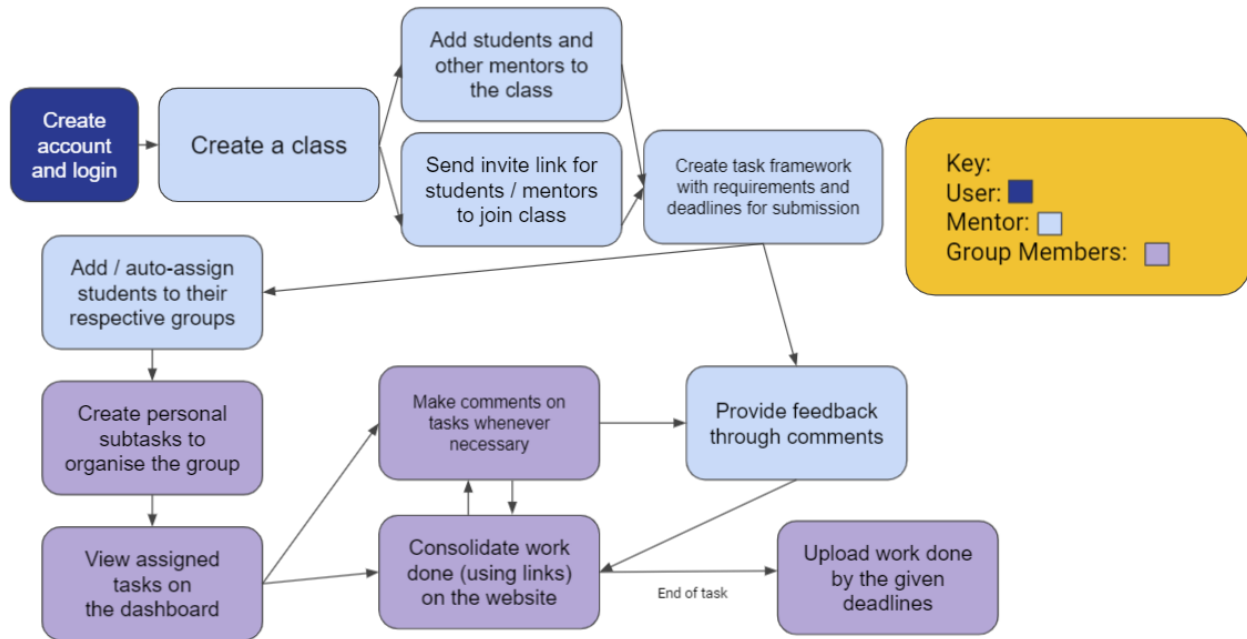 Create
account
and login
Create a class
Add students and
other mentors to
the class
Send invite link for
students / mentors
to join class
Create task framework
with requirements and
deadlines for submission
Key:
User:
Mentor:
Group Members:
Add / auto-assign
students to their
respective groups
Create personal
subtasks to
organise the group
View assigned
tasks on
the dashboard
Make comments on
tasks whenever
necessary
Consolidate work
done (using links)
on the website
Provide feedback
through comments
End of task
Upload work done
by the given
deadlines